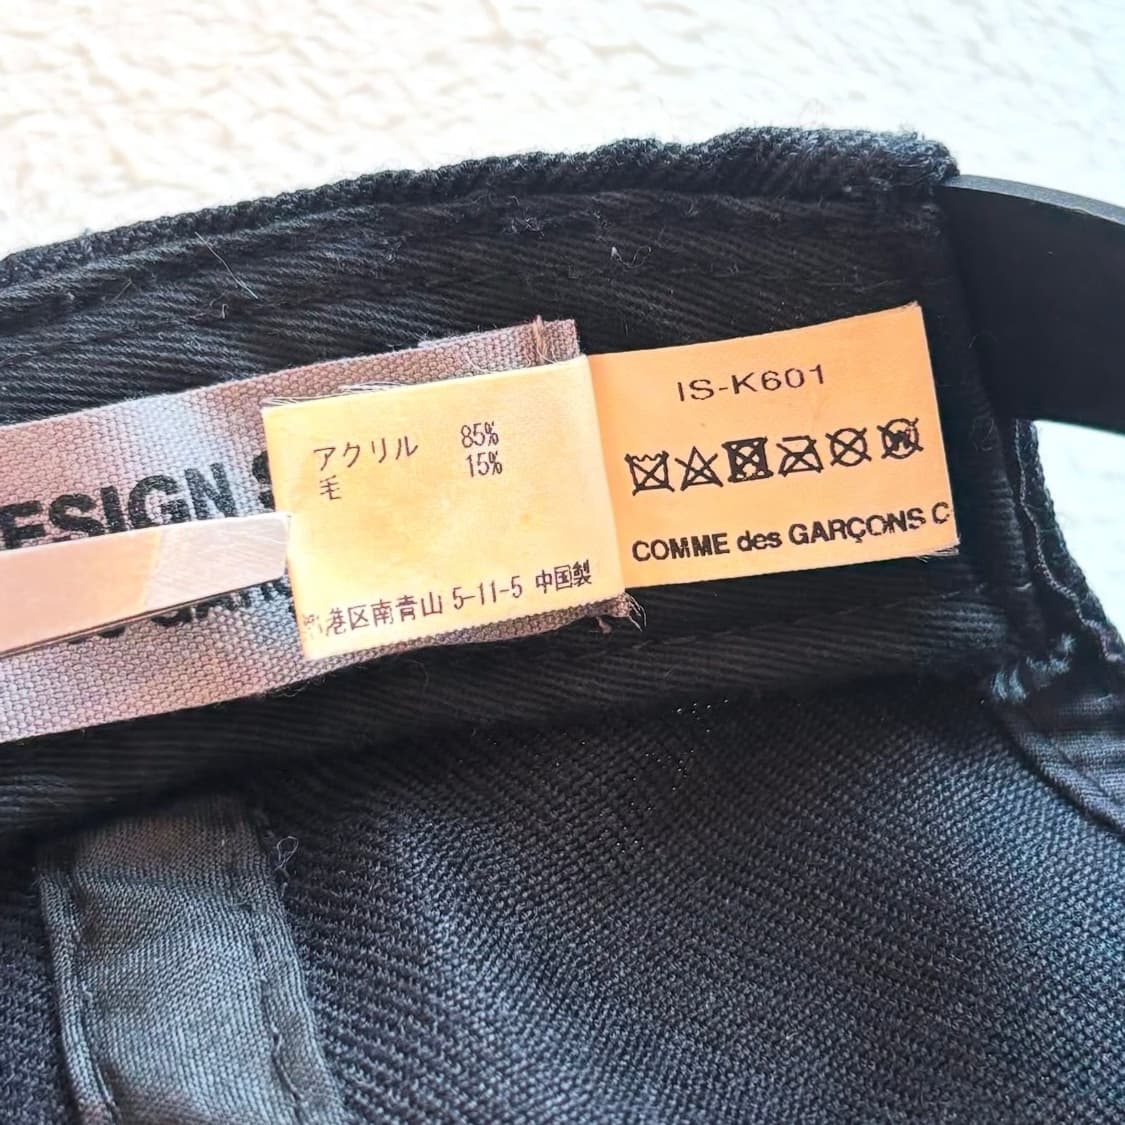 ESIGN
アクリル 85%
毛 15%
港区南青山 5-11-5 中国製
IS-K601
COMME des GARÇONS C